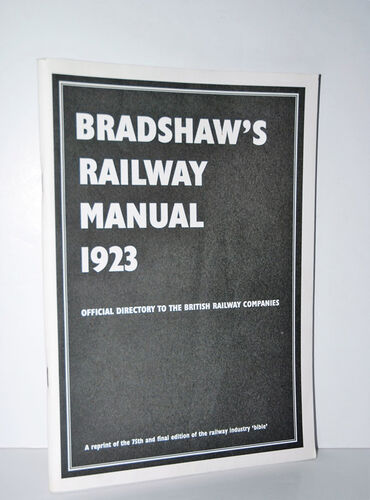 BRADSHAW'S
RAILWAY
MANUAL
1923
OFFICIAL DIRECTORY TO THE BRITISH RAILWAY COMPANIES
A reprint of the 75th and final edition of the railway industry 'bible'